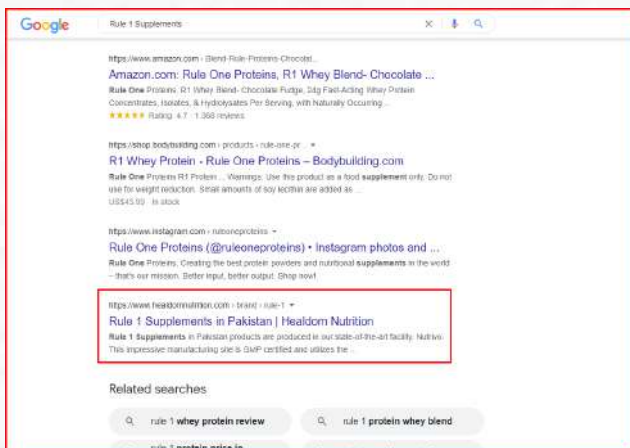 Google
Rule 1 Supplements
https://www.amazon.com › Blend-Rule-Proteins-Chocolat...
Amazon.com: Rule One Proteins, R1 Whey Blend- Chocolate ...
Rule One Proteins, R1 Whey Blend- Chocolate Fudge, 24g Fast-Acting Whey Protein
Concentrates, Isolates, & Hydrolysates Per Serving, with Naturally Occurring ...
★★★★★ Rating: 4.7 · 1,368 reviews
https://shop.bodybuilding.com › products › rule-one-pr...
R1 Whey Protein - Rule One Proteins – Bodybuilding.com
Rule One Proteins R1 Protein ... Warnings: Use this product as a food supplement only. Do not
use for weight reduction. Small amounts of soy lecithin are added as ...
US$45.99 · In stock
https://www.instagram.com › ruleoneproteins
Rule One Proteins (@ruleoneproteins) • Instagram photos and ...
Rule One Proteins. Creating the best protein powders and nutritional supplements in the world
– that's our mission. Better input, better output. Shop now!
https://www.healdomnutrition.com › brand › rule-1
Rule 1 Supplements in Pakistan | Healdom Nutrition
Rule 1 Supplements in Pakistan products are produced in our state-of-the-art facility, Nutrivo.
This impressive manufacturing site is GMP certified and utilizes the ...
Related searches
rule 1 whey protein review
rule 1 protein whey blend
rule 1 protein price in